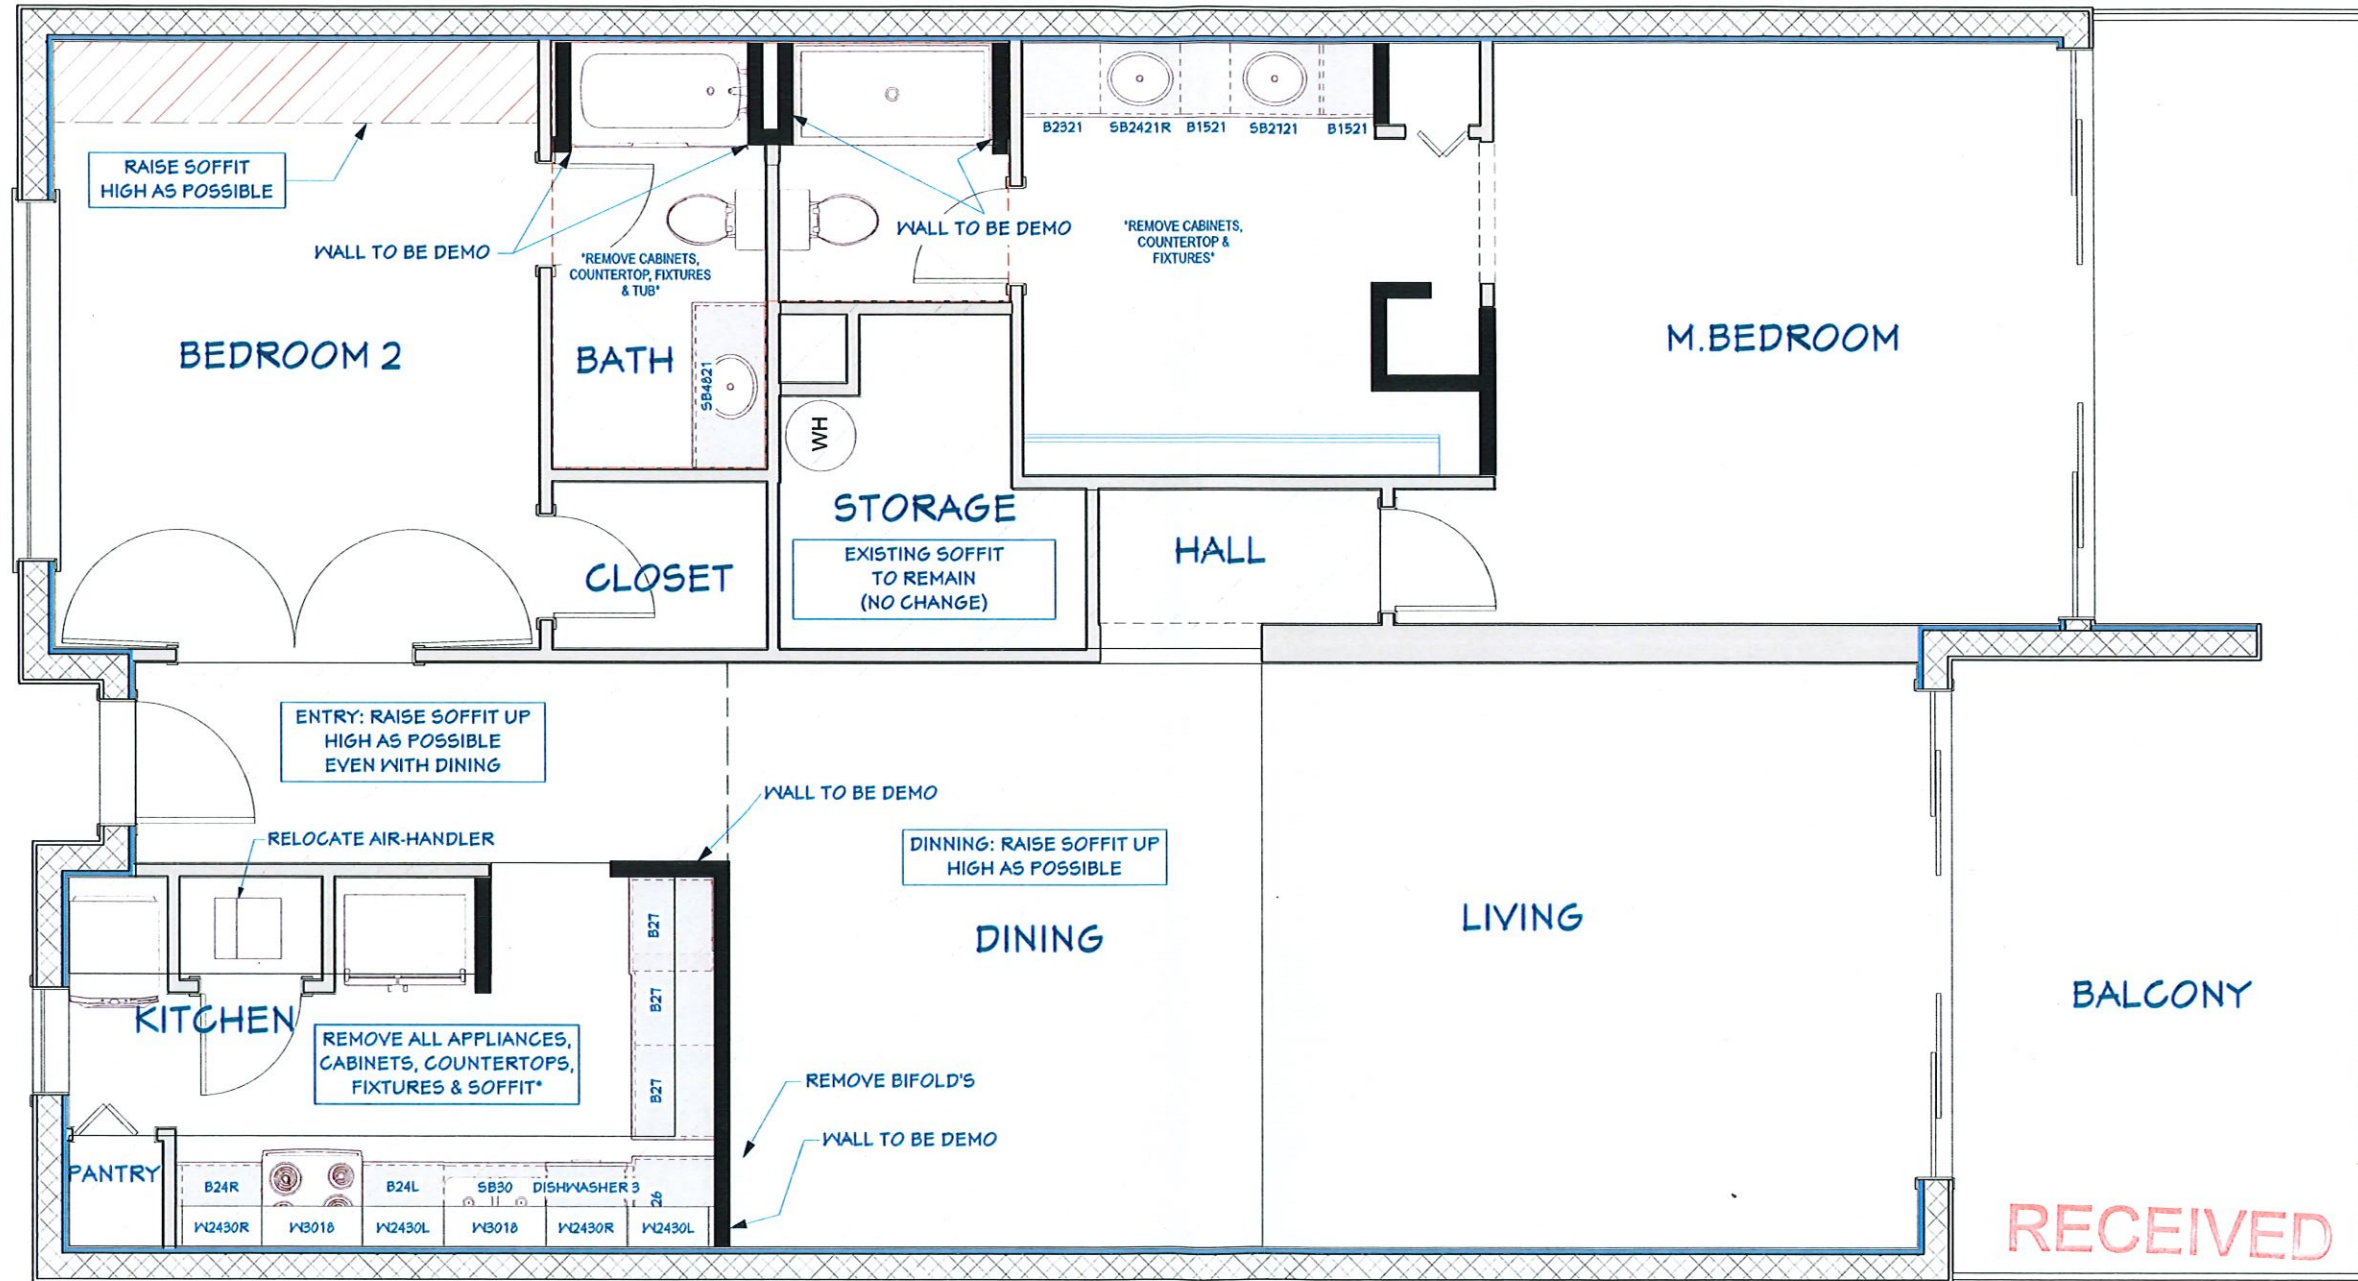 B2321
SB2421R
B1521
SB2721
B1521
RAISE SOFFIT
HIGH AS POSSIBLE
WALL TO BE DEMO
WALL TO BE DEMO
"REMOVE CABINETS,
COUNTERTOP, FIXTURES
& TUB"
"REMOVE CABINETS,
COUNTERTOP &
FIXTURES"
BEDROOM 2
BATH
SB4821
M.BEDROOM
WH
STORAGE
EXISTING SOFFIT
TO REMAIN
(NO CHANGE)
HALL
CLOSET
ENTRY: RAISE SOFFIT UP
HIGH AS POSSIBLE
EVEN WITH DINING
WALL TO BE DEMO
RELOCATE AIR-HANDLER
DINNING: RAISE SOFFIT UP
HIGH AS POSSIBLE
B27
LIVING
DINING
B27
BALCONY
KITCHEN
REMOVE ALL APPLIANCES,
CABINETS, COUNTERTOPS,
FIXTURES & SOFFIT"
B27
REMOVE BIFOLD'S
WALL TO BE DEMO
PANTRY
B24R
B24L
SB30
DISHWASHER 3
26
W2430R
W3018
W2430L
W3018
W2430R
W2430L
RECEIVED